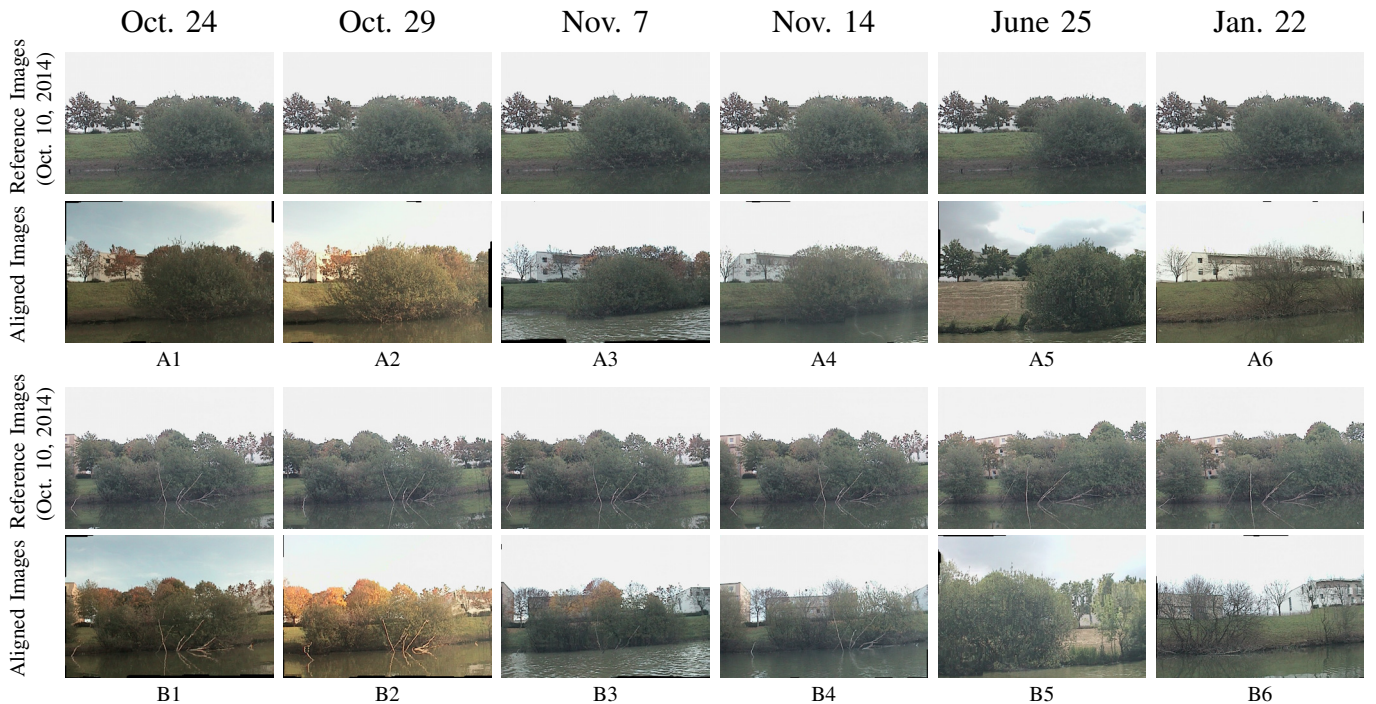 Oct. 24 Oct. 29 Nov. 7 Nov. 14 June 25 Jan. 22
Reference Images
(Oct. 10, 2014)
Aligned Images
A1 A2 A3 A4 A5 A6
Reference Images
(Oct. 10, 2014)
Aligned Images
B1 B2 B3 B4 B5 B6